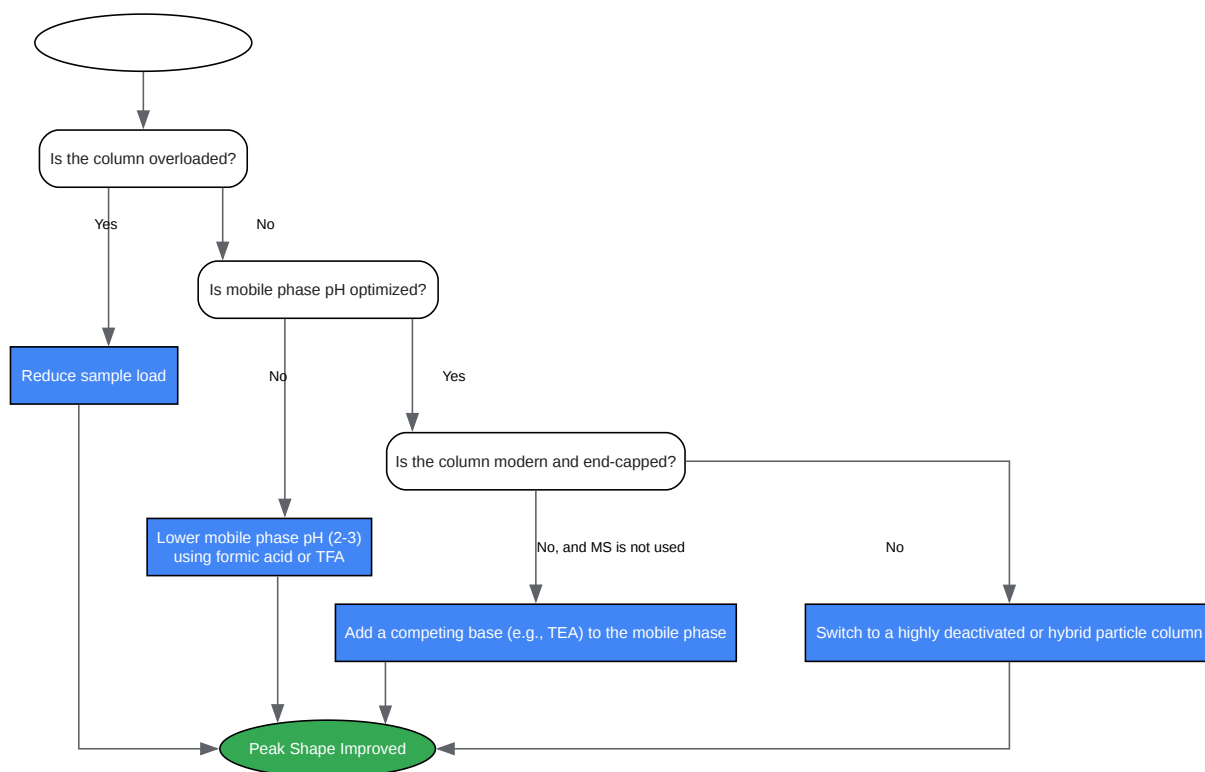 Is the column overloaded?
Yes
No
Is mobile phase pH optimized?
Reduce sample load
No
Yes
Is the column modern and end-capped?
Lower mobile phase pH (2-3)
using formic acid or TFA
No, and MS is not used
No
Add a competing base (e.g., TEA) to the mobile phase
Switch to a highly deactivated or hybrid particle column
Peak Shape Improved